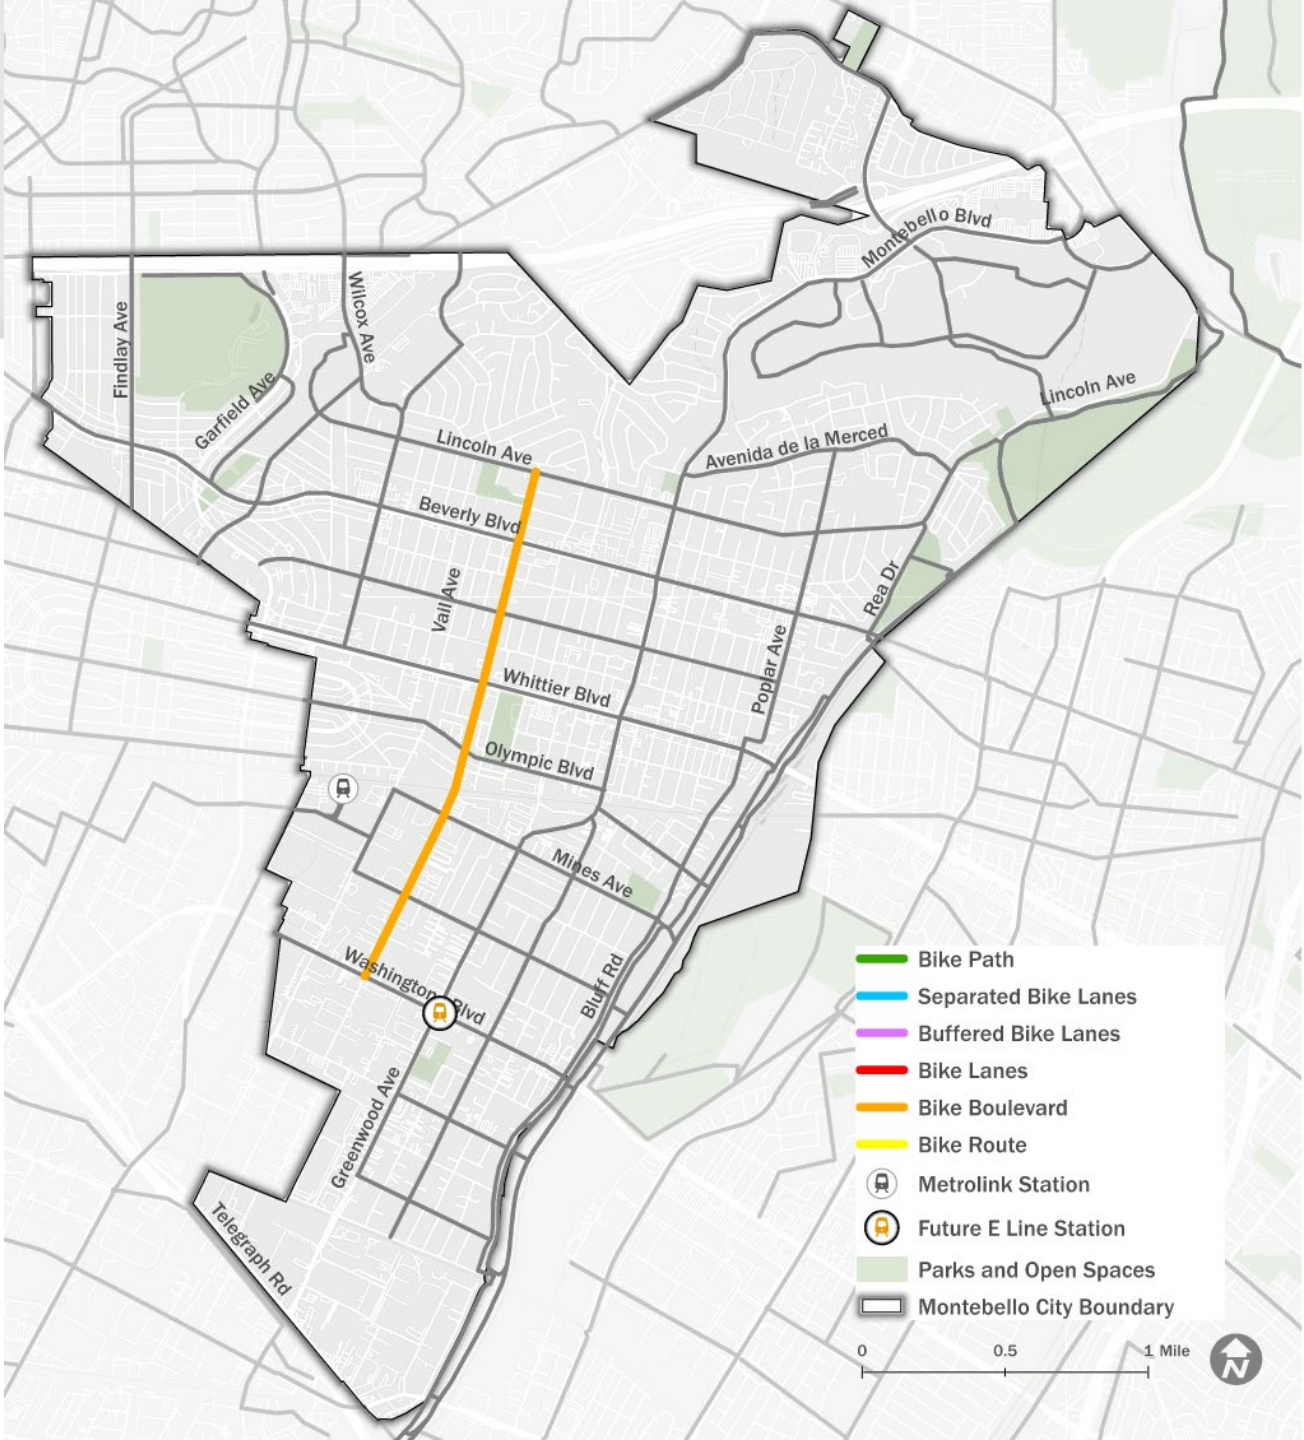 Montebello Blvd
Wilcox Ave
Findlay Ave
Garfield Ave
Lincoln Ave
Lincoln Ave
Avenida de la Merced
Beverly Blvd
Vail Ave
Rea Dr
Poplar Ave
Whittier Blvd
Olympic Blvd
Mines Ave
Washington Blvd
Bluff Rd
Greenwood Ave
Telegraph Rd
Bike Path
Separated Bike Lanes
Buffered Bike Lanes
Bike Lanes
Bike Boulevard
Bike Route
Metrolink Station
Future E Line Station
Parks and Open Spaces
Montebello City Boundary
0 0.5 1 Mile
N